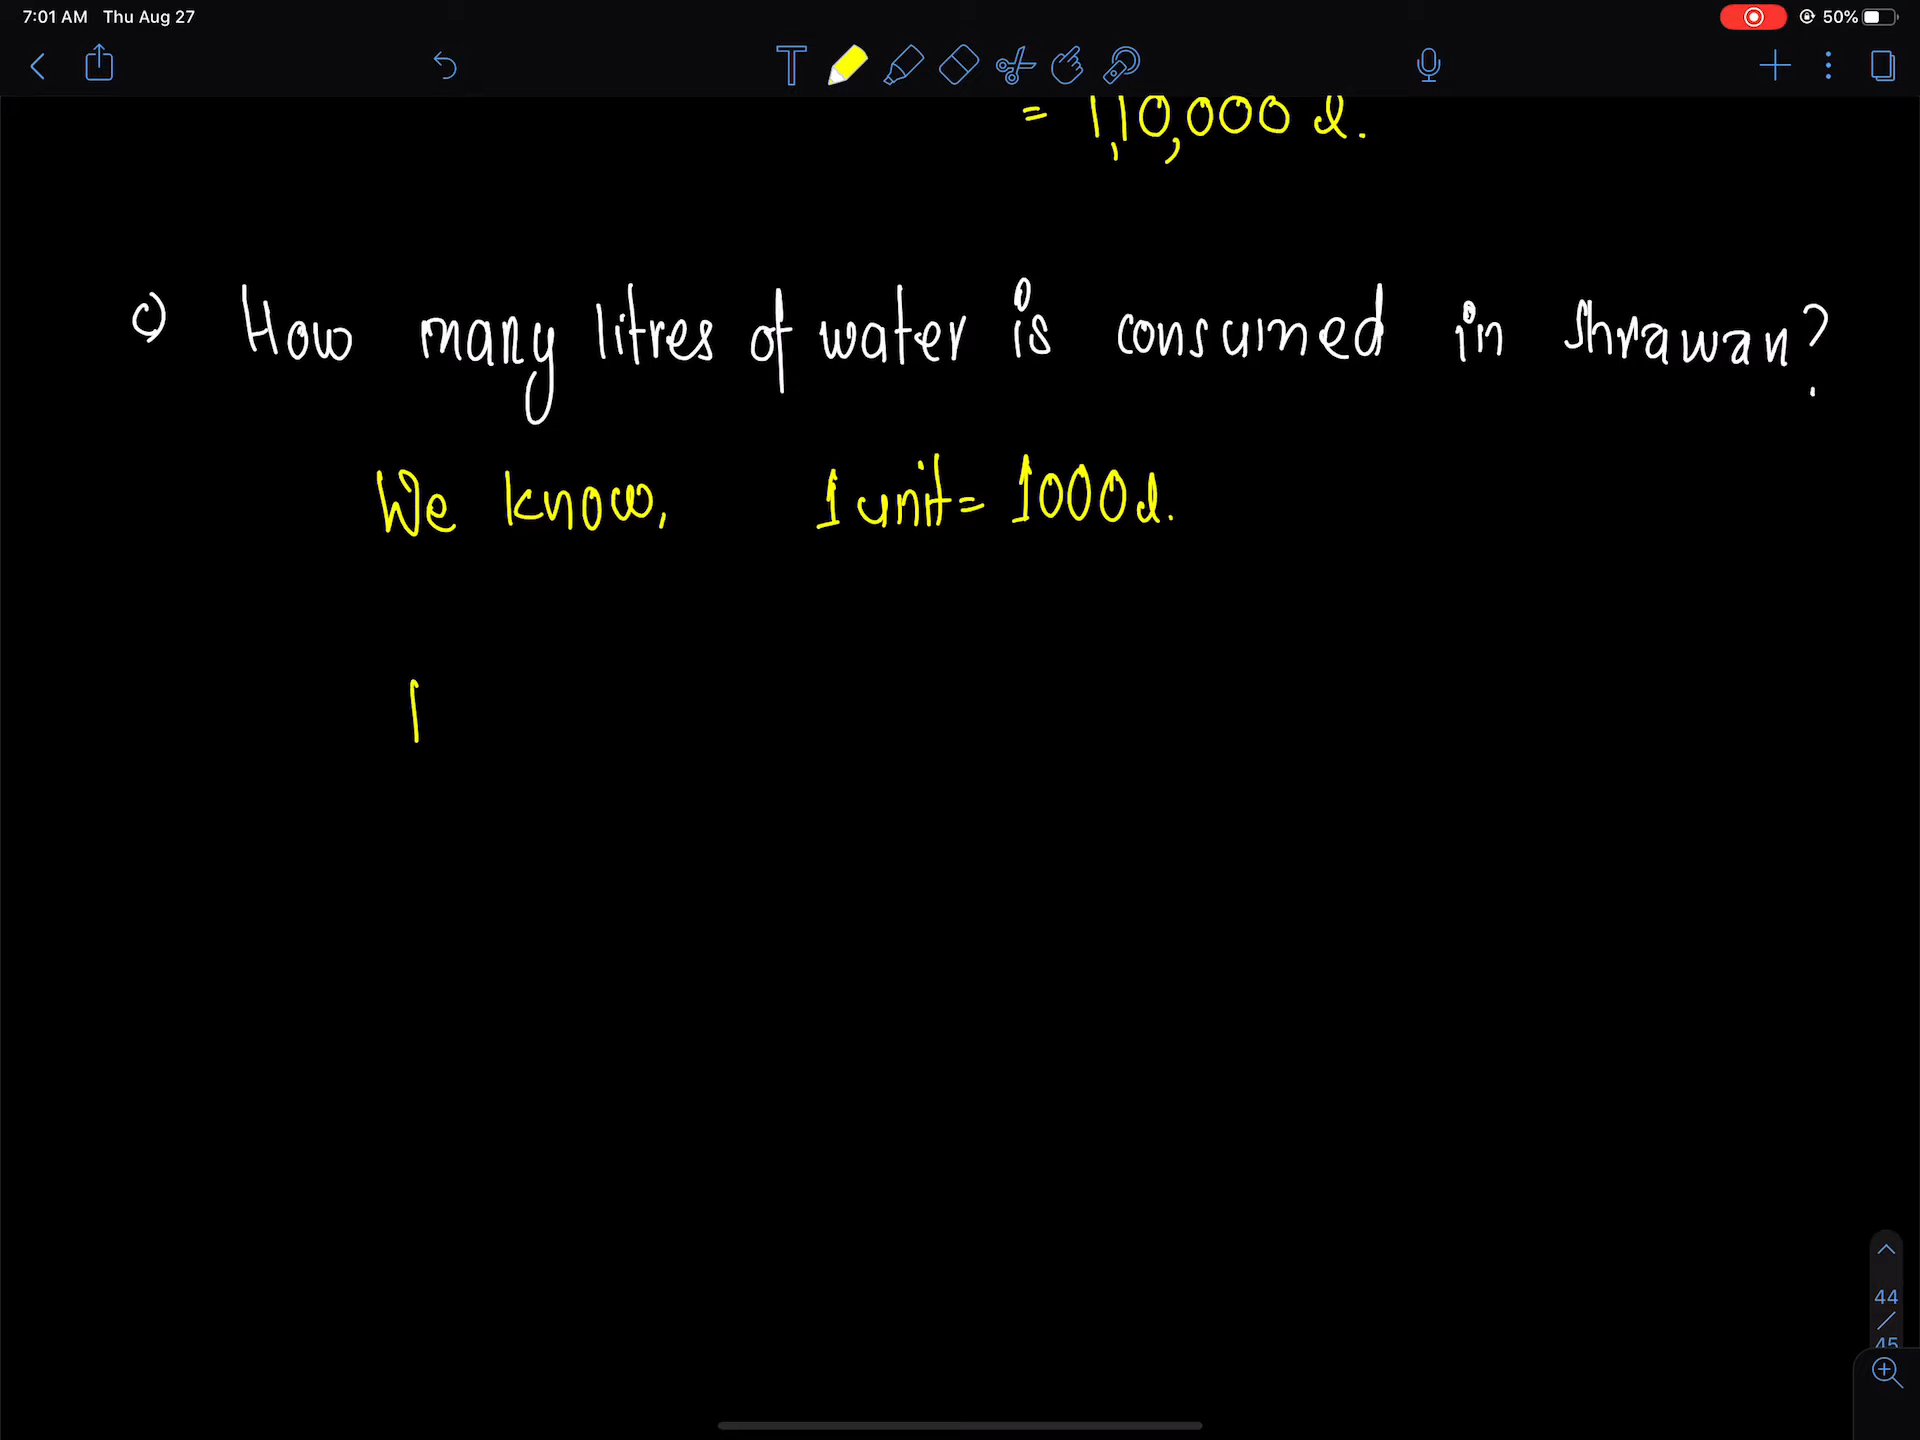 7:01 AM Thu Aug 27
50%
= 1,10,000 l.
c) How many litres of water is consumed in Shrawan?
We know, 1 unit = 1000 l.
44
/
45